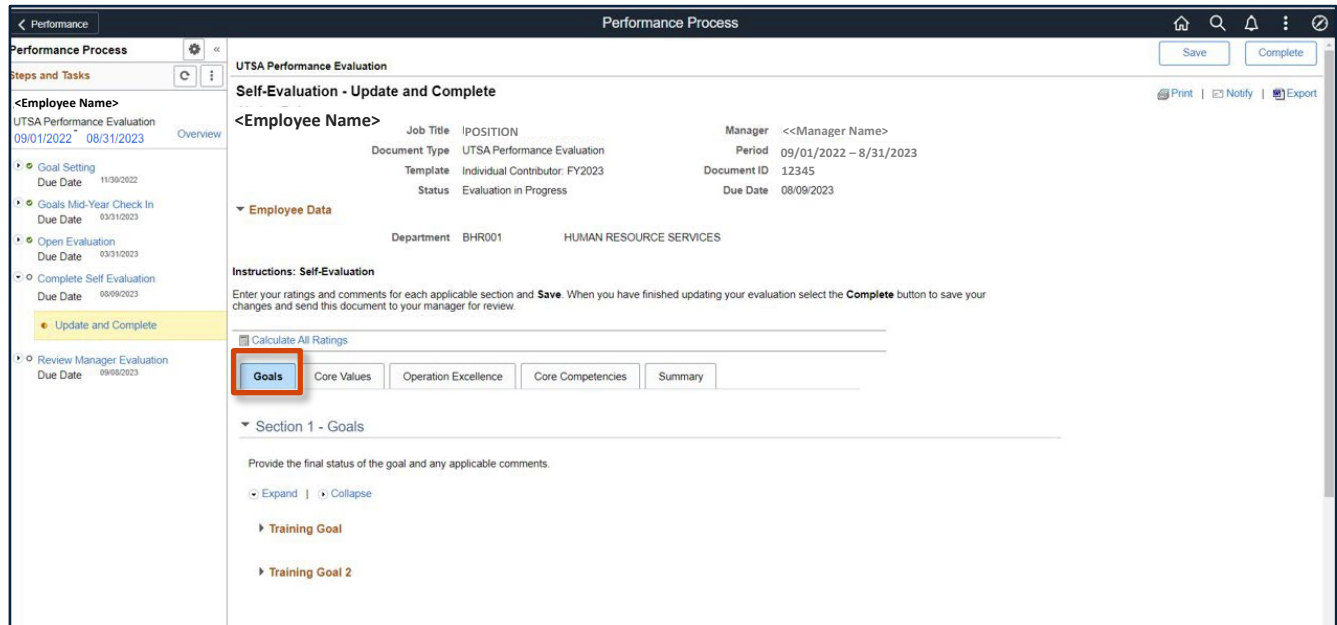 Performance
Performance Process
Performance Process
Steps and Tasks
<Employee Name>
UTSA Performance Evaluation
09/01/2022 08/31/2023
Overview
Goal Setting
Due Date 11/30/2022
Goals Mid-Year Check In
Due Date 03/31/2023
Open Evaluation
Due Date 03/31/2023
Complete Self Evaluation
Due Date 08/09/2023
Update and Complete
Review Manager Evaluation
Due Date 09/08/2023
Save
Complete
UTSA Performance Evaluation
Self-Evaluation - Update and Complete
Print | Notify | Export
<Employee Name>
Job Title POSITION
Manager <<Manager Name>
Document Type UTSA Performance Evaluation
Period 09/01/2022 – 8/31/2023
Template Individual Contributor: FY2023
Document ID 12345
Status Evaluation in Progress
Due Date 08/09/2023
Employee Data
Department BHR001 HUMAN RESOURCE SERVICES
Instructions: Self-Evaluation
Enter your ratings and comments for each applicable section and Save. When you have finished updating your evaluation select the Complete button to save your
changes and send this document to your manager for review.
Calculate All Ratings
Goals
Core Values
Operation Excellence
Core Competencies
Summary
Section 1 - Goals
Provide the final status of the goal and any applicable comments.
Expand | Collapse
Training Goal
Training Goal 2